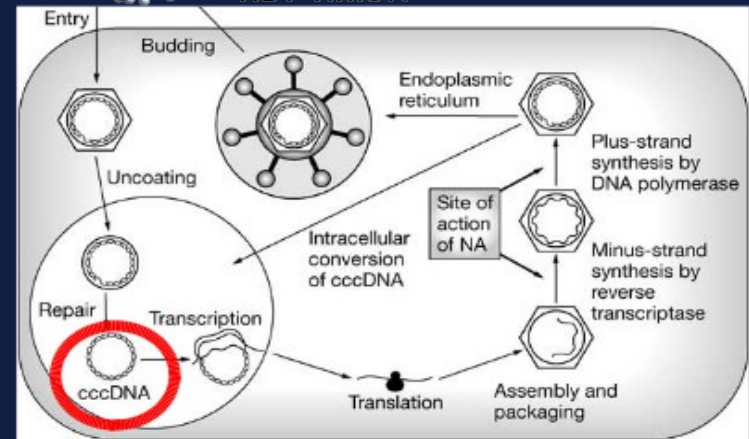 Entry
Budding
Endoplasmic
reticulum
Uncoating
Plus-strand
synthesis by
DNA polymerase
Site of
action
of NA
Intracellular
conversion
of cccDNA
Minus-strand
synthesis by
reverse
transcriptase
Repair
Transcription
cccDNA
Translation
Assembly and
packaging